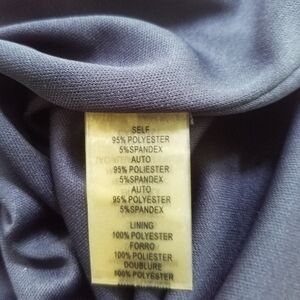 SELF
95% POLYESTER
5%SPANDEX
AUTO
95% POLIESTER
5%SPANDEX
AUTO
95% POLYESTER
5%SPANDEX
LINING
100% POLYESTER
FORRO
100% POLIESTER
DOUBLURE
100% POLYESTER